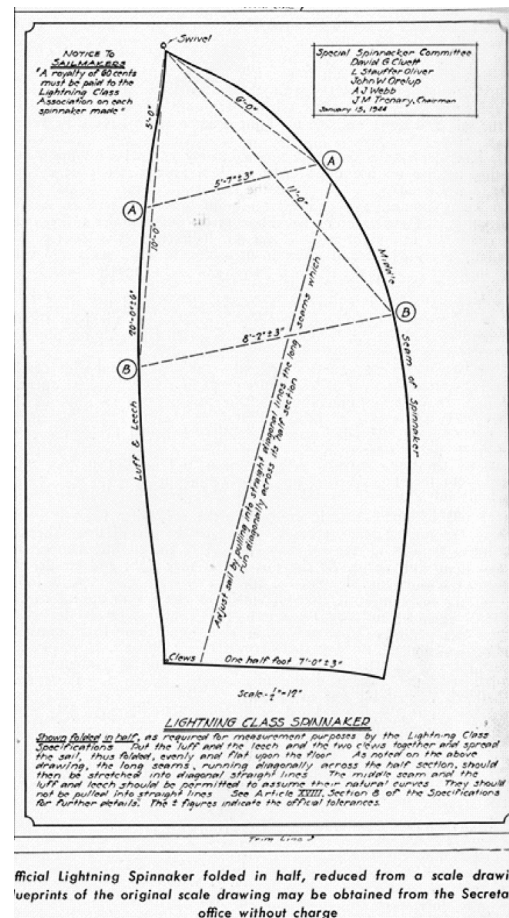 Swivel
NOTICE TO
SAILMAKERS
"A royalty of 60 cents
must be paid to the
Lightning Class
Association on each
spinnaker made"
Special Spinnacker Committee
David G Cluett
L Stauffer Oliver
John W Orelup
A J Webb
J M Trenary, Chairman
January 15, 1944
5'-0"
6'-0"
A
5'-7"±3"
A
11'-0"
10'-0"
Middle Seam of Spinnaker
B
8'-2"±3"
20'-0"±6"
B
Luff & Leech
Adjust sail by pulling into straight diagonal lines the long seams which
run diagonally across its half section
Clews
One half foot 7'-0"±3"
Scale-½"=12"
LIGHTNING CLASS SPINNAKER
Shown folded in half, as required for measurement purposes by the Lightning Class
Specifications Put the luff and the leech and the two clews together and spread
the sail, thus folded, evenly and flat upon the floor As noted on the above
drawing, the long seams, running diagonally across the half section, should
then be stretched into diagonal straight lines The middle seam and the
luff and leech should be permitted to assume their natural curves They should
not be pulled into straight lines See Article XVIII, Section 8 of the Specifications
for further details. The ± figures indicate the official tolerances.
Trim Line
fficial Lightning Spinnaker folded in half, reduced from a scale drawi
lueprints of the original scale drawing may be obtained from the Secreta
office without charge